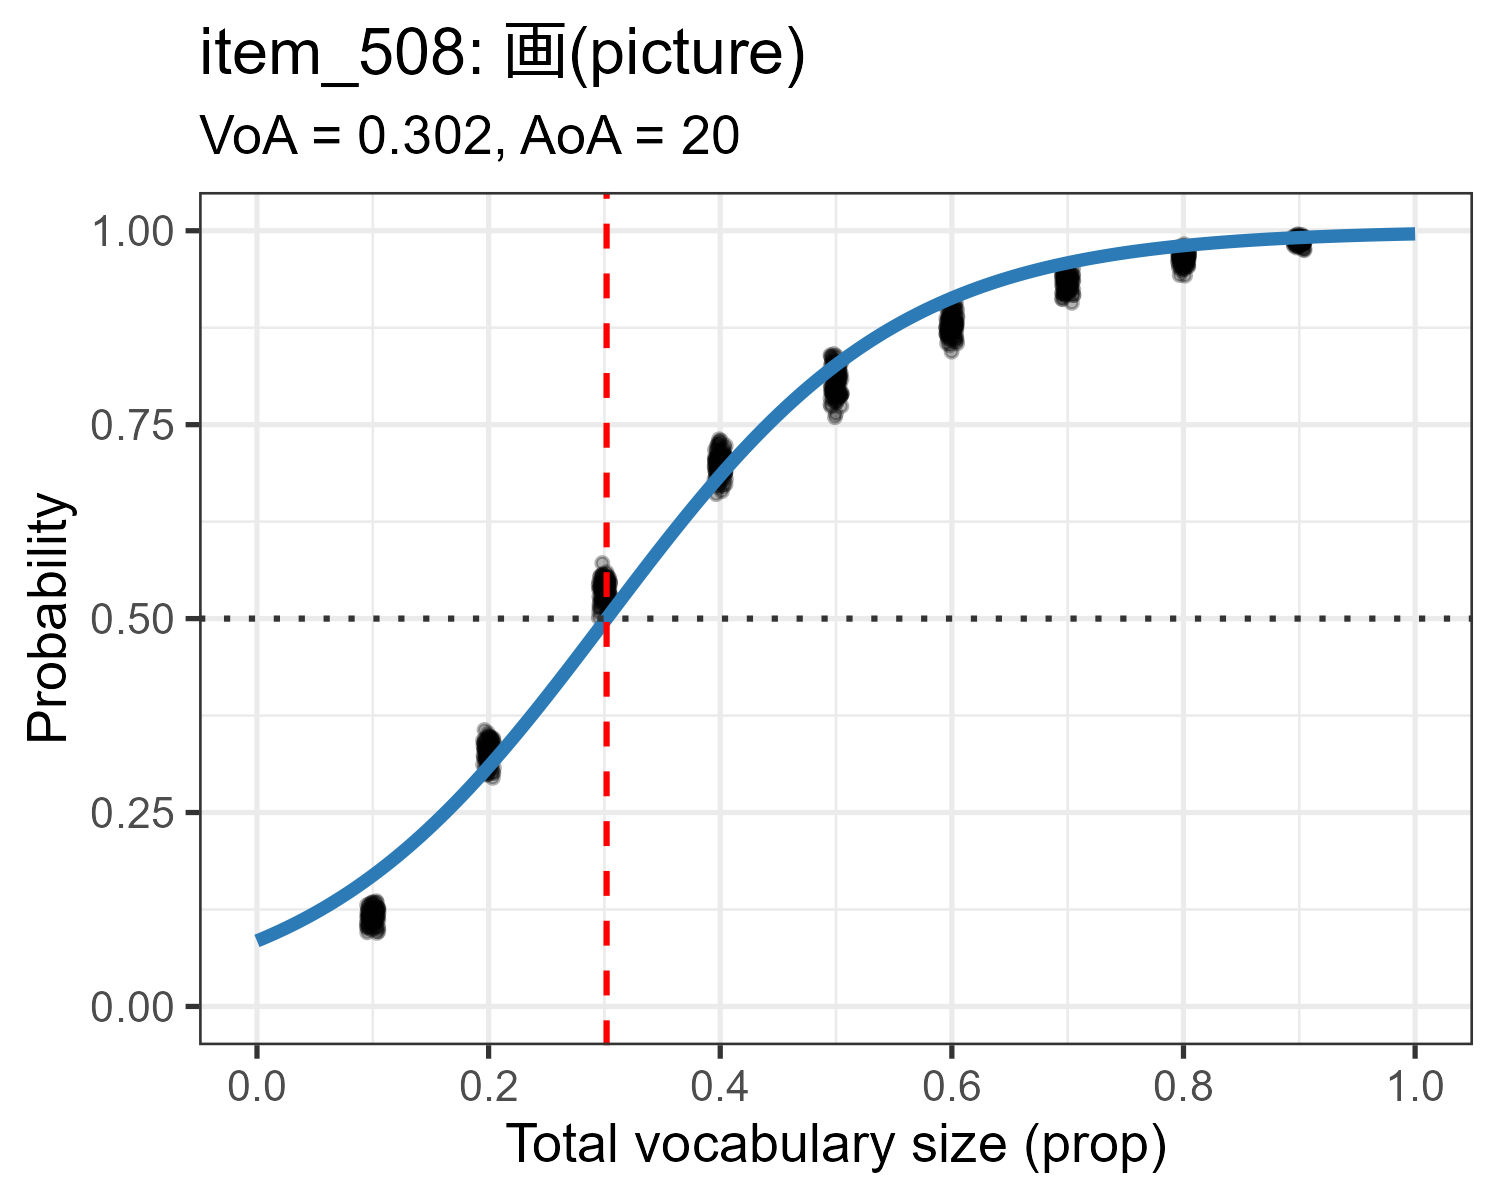 item_508: 画(picture)
VoA = 0.302, AoA = 20
1.00
0.75
0.50
0.25
0.00
Probability
0.0 0.2 0.4 0.6 0.8 1.0
Total vocabulary size (prop)